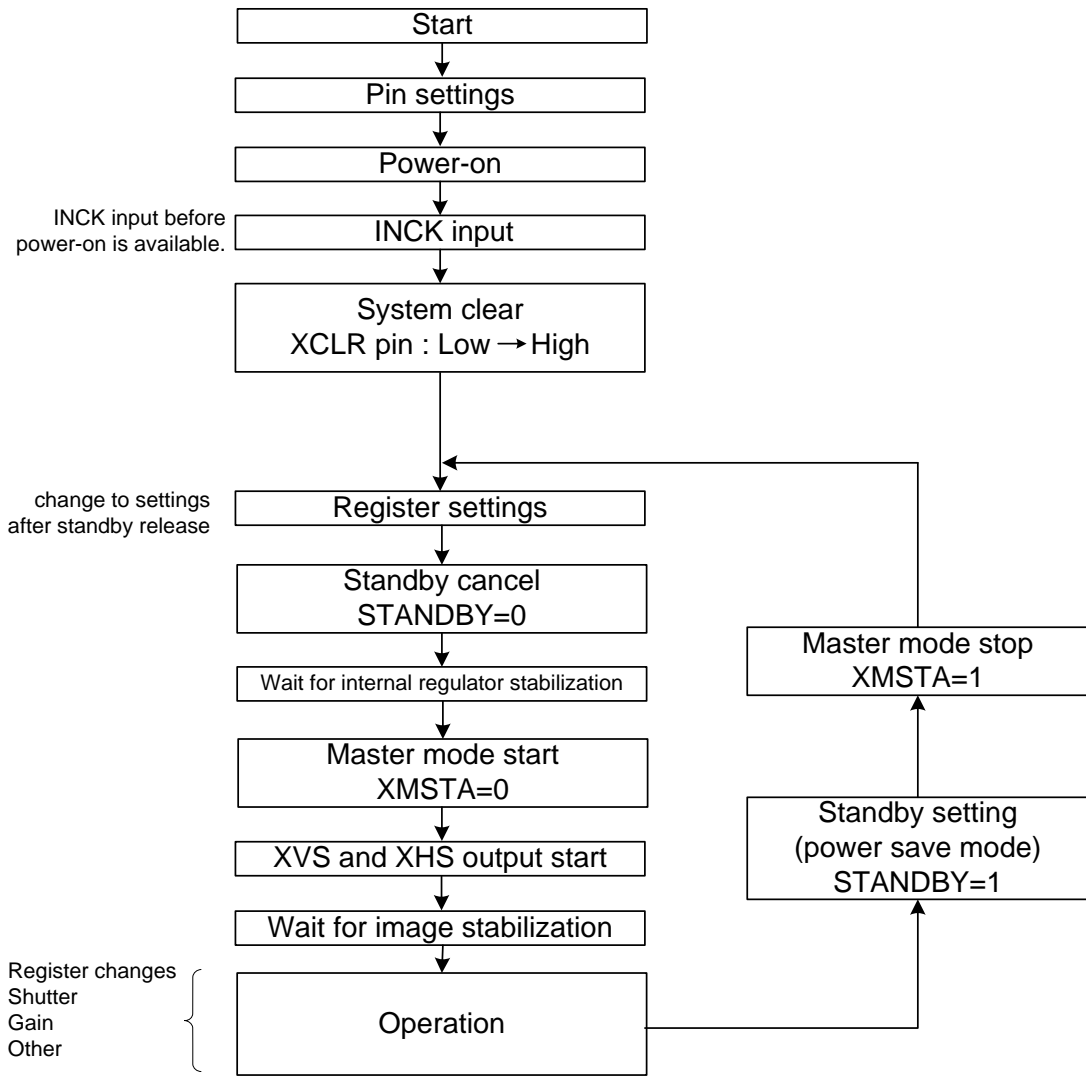 Start
Pin settings
Power-on
INCK input before
power-on is available.
INCK input
System clear
XCLR pin : Low → High
change to settings
after standby release
Register settings
Standby cancel
STANDBY=0
Wait for internal regulator stabilization
Master mode start
XMSTA=0
XVS and XHS output start
Wait for image stabilization
Register changes
Shutter
Gain
Other
Operation
Master mode stop
XMSTA=1
Standby setting
(power save mode)
STANDBY=1